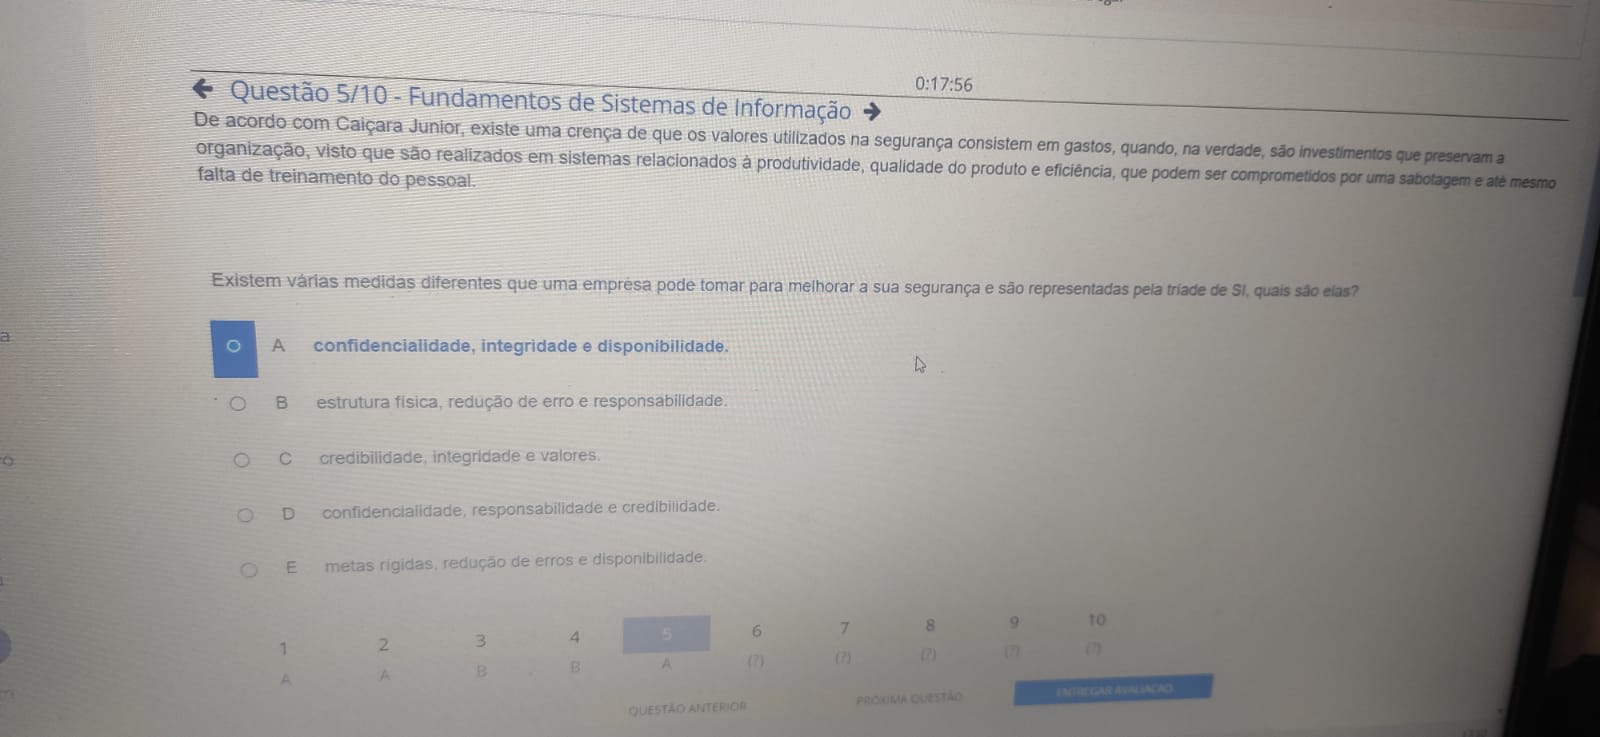 0:17:56
Questão 5/10 - Fundamentos de Sistemas de Informação
De acordo com Caiçara Junior, existe uma crença de que os valores utilizados na segurança consistem em gastos, quando, na verdade, são investimentos que preservam a
organização, visto que são realizados em sistemas relacionados à produtividade, qualidade do produto e eficiência, que podem ser comprometidos por uma sabotagem e até mesmo
falta de treinamento do pessoal.
Existem várias medidas diferentes que uma empresa pode tomar para melhorar a sua segurança e são representadas pela tríade de SI, quais são elas?
A confidencialidade, integridade e disponibilidade.
B estrutura física, redução de erro e responsabilidade.
C credibilidade, integridade e valores.
D confidencialidade, responsabilidade e credibilidade.
E metas rígidas, redução de erros e disponibilidade.
1 2 3 4 5 6 7 8 9 10
A A B B A (?) (?) (?) (?) (?)
QUESTÃO ANTERIOR PRÓXIMA QUESTÃO ENTREGAR AVALIAÇÃO